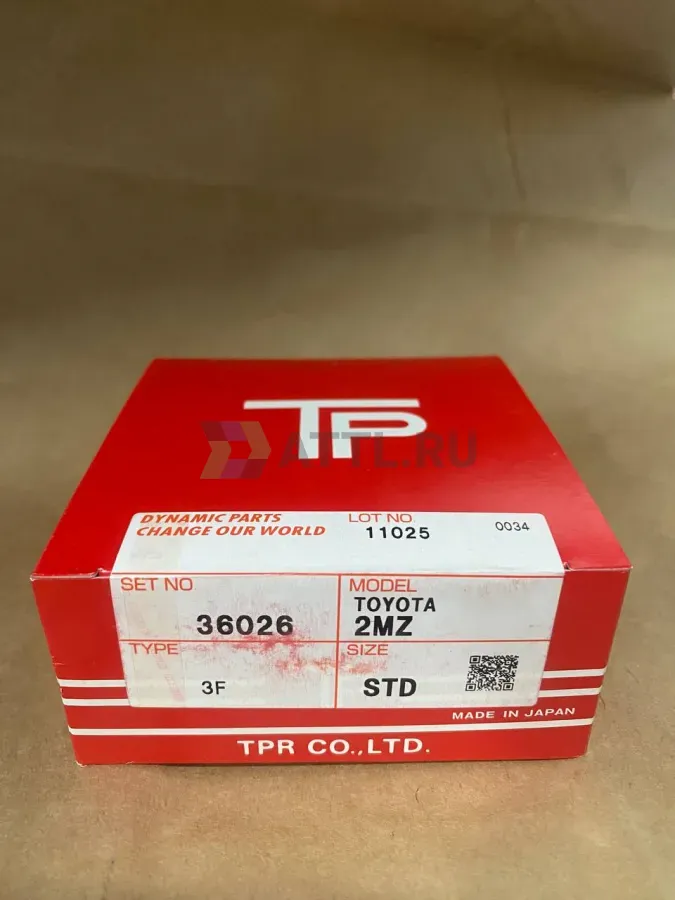 TP
ATTL.RU
DYNAMIC PARTS
CHANGE OUR WORLD
LOT NO.
11025
0034
SET NO
36026
MODEL
TOYOTA
2MZ
TYPE
3F
SIZE
STD
MADE IN JAPAN
TPR CO.,LTD.